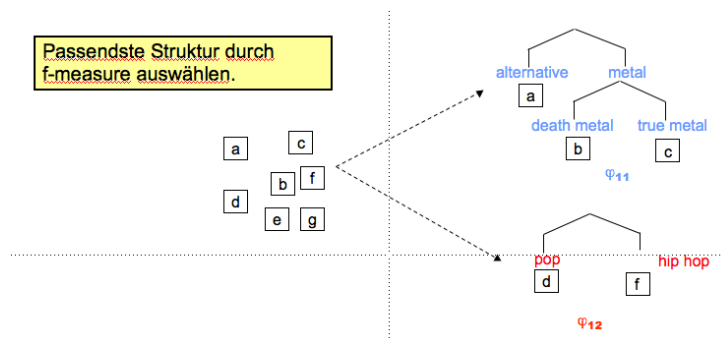 Passendste Struktur durch
f-measure auswählen.
alternative metal
a
death metal true metal
b c
φ11
a c
b f
d
e g
pop hip hop
d f
φ12